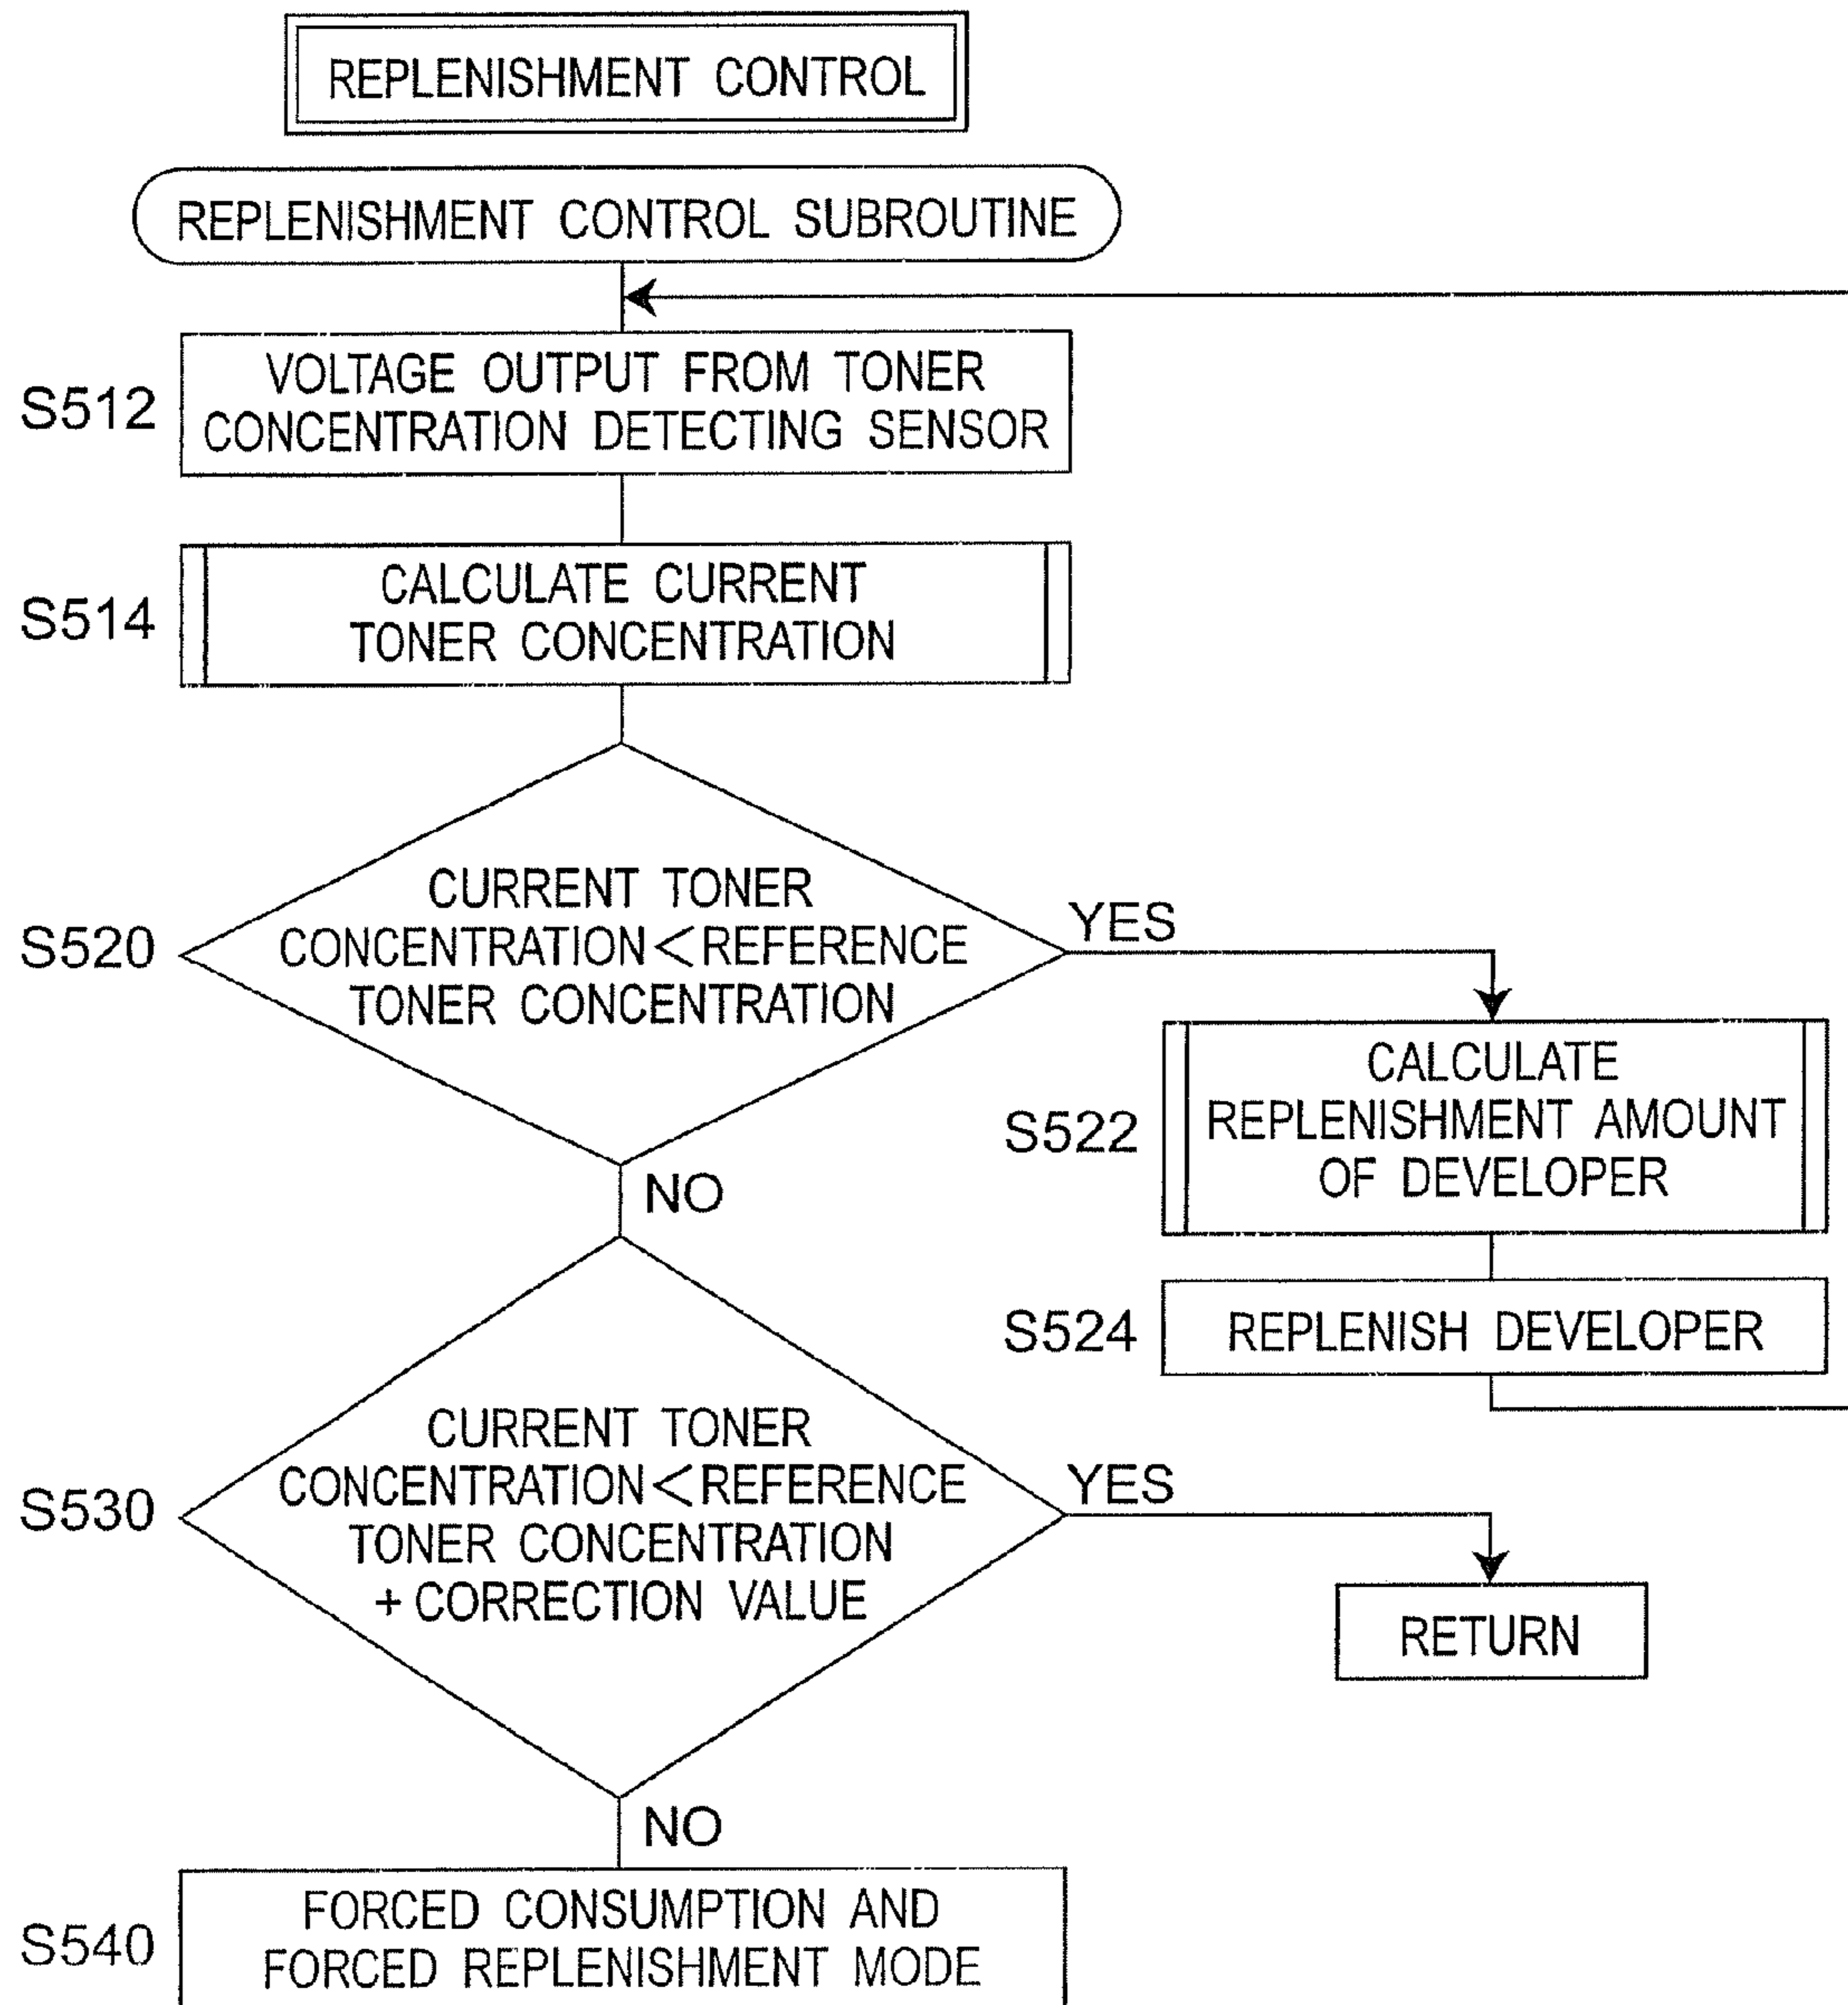 REPLENISHMENT CONTROL
REPLENISHMENT CONTROL SUBROUTINE
S512
VOLTAGE OUTPUT FROM TONER
CONCENTRATION DETECTING SENSOR
S514
CALCULATE CURRENT
TONER CONCENTRATION
S520
CURRENT TONER
CONCENTRATION<REFERENCE
TONER CONCENTRATION
YES
NO
S522
CALCULATE
REPLENISHMENT AMOUNT
OF DEVELOPER
S524
REPLENISH DEVELOPER
S530
CURRENT TONER
CONCENTRATION<REFERENCE
TONER CONCENTRATION
+ CORRECTION VALUE
YES
RETURN
NO
S540
FORCED CONSUMPTION AND
FORCED REPLENISHMENT MODE